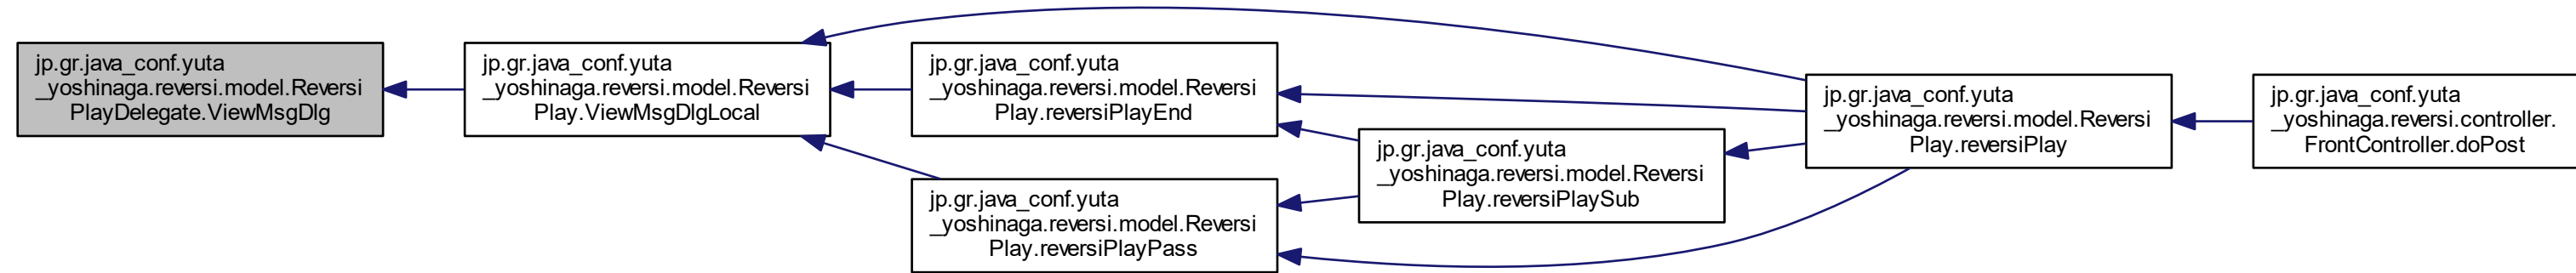 jp.gr.java_conf.yuta
_yoshinaga.reversi.model.Reversi
PlayDelegate.ViewMsgDlg
jp.gr.java_conf.yuta
_yoshinaga.reversi.model.Reversi
Play.ViewMsgDlgLocal
jp.gr.java_conf.yuta
_yoshinaga.reversi.model.Reversi
Play.reversiPlayEnd
jp.gr.java_conf.yuta
_yoshinaga.reversi.model.Reversi
Play.reversiPlayPass
jp.gr.java_conf.yuta
_yoshinaga.reversi.model.Reversi
Play.reversiPlaySub
jp.gr.java_conf.yuta
_yoshinaga.reversi.model.Reversi
Play.reversiPlay
jp.gr.java_conf.yuta
_yoshinaga.reversi.controller.
FrontController.doPost